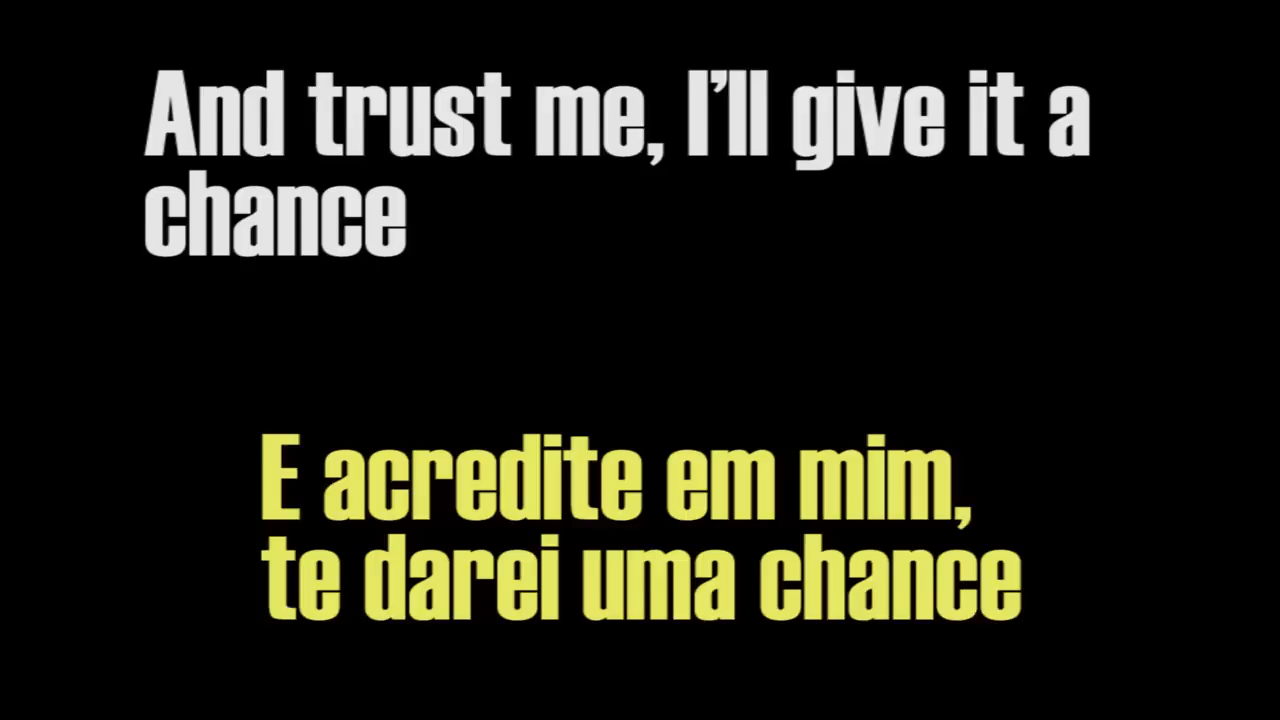 And trust me, I'll give it a
chance
E acredite em mim,
te darei uma chance